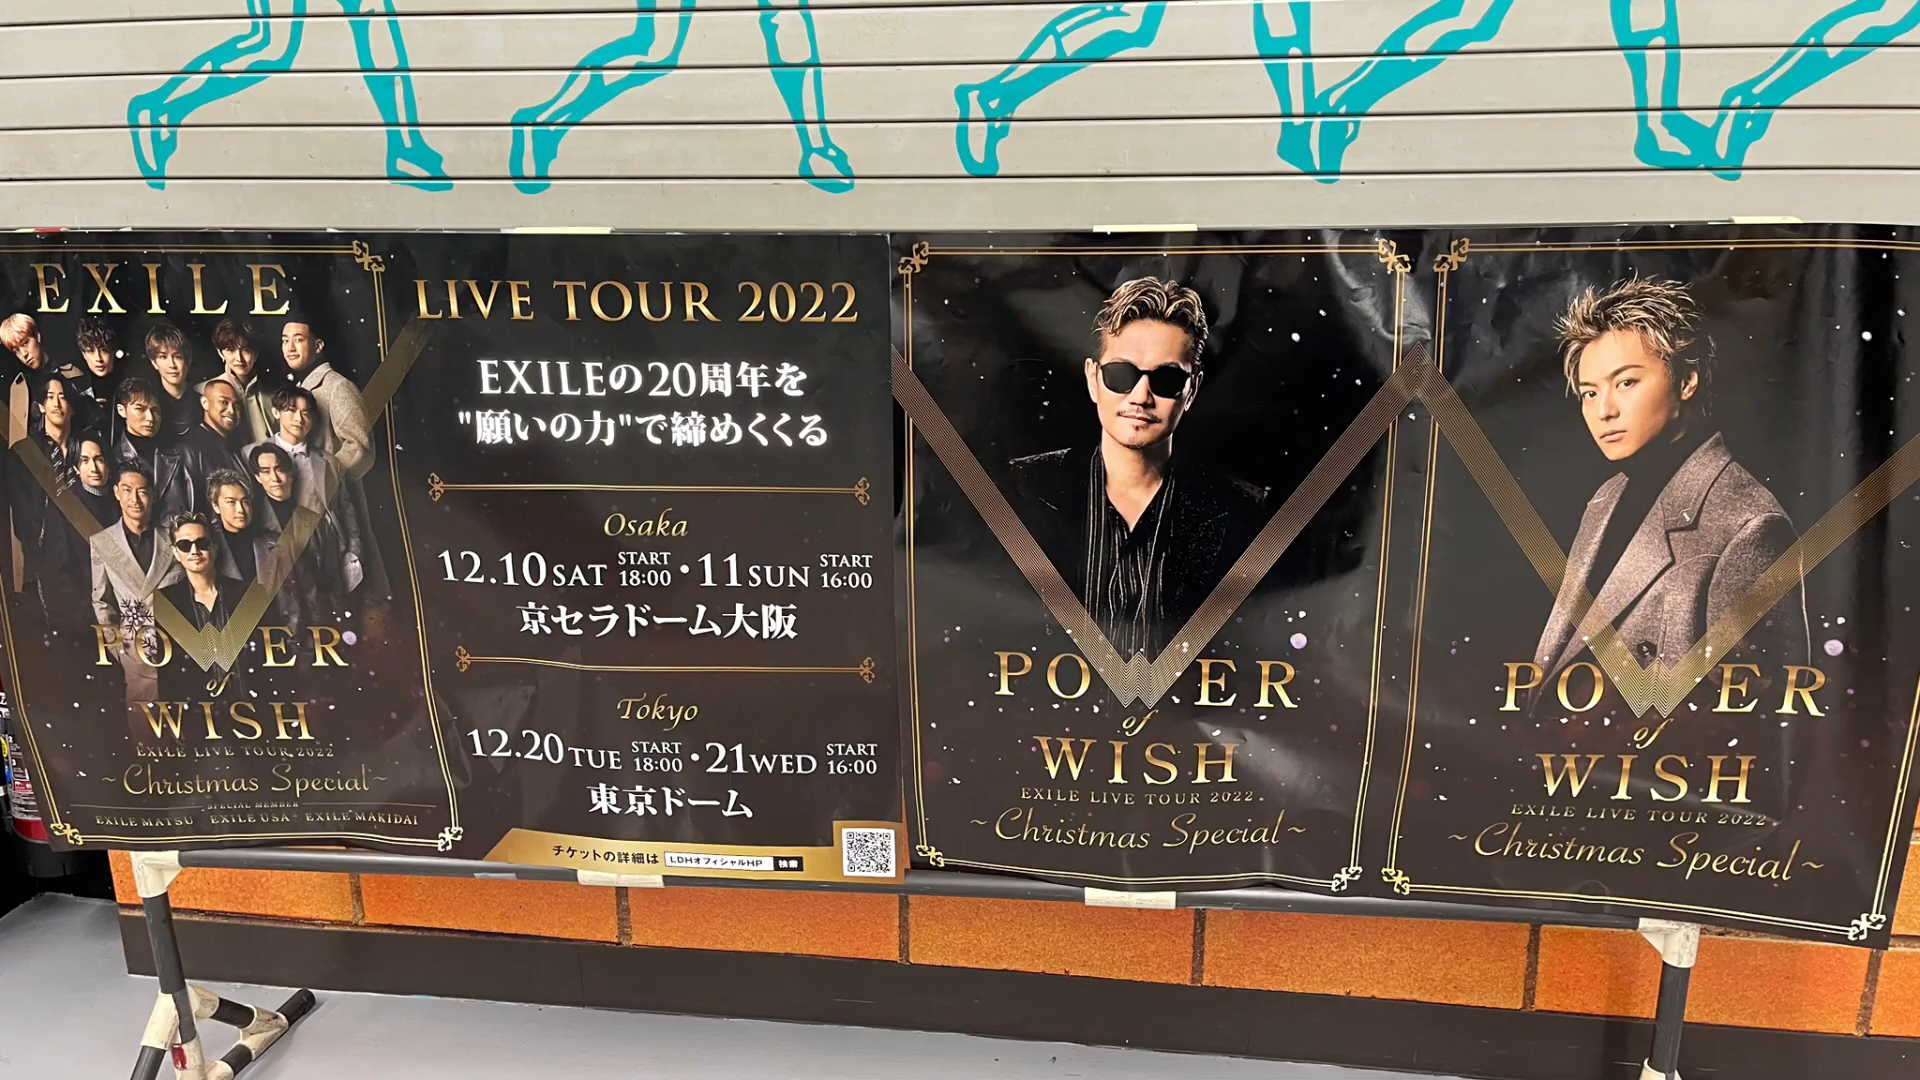 EXILE
POWER
of
WISH
EXILE LIVE TOUR 2022
~Christmas Special~
SPECIAL MEMBER
EXILE MATSU EXILE USA EXILE MAKIDAI
LIVE TOUR 2022
EXILEの20周年を
"願いの力"で締めくくる
Osaka
12.10 SAT START 18:00・11 SUN START 16:00
京セラドーム大阪
Tokyo
12.20 TUE START 18:00・21 WED START 16:00
東京ドーム
チケットの詳細は LDHオフィシャルHP 検索
POWER
of
WISH
EXILE LIVE TOUR 2022
~Christmas Special~
POWER
of
WISH
EXILE LIVE TOUR 2022
~Christmas Special~